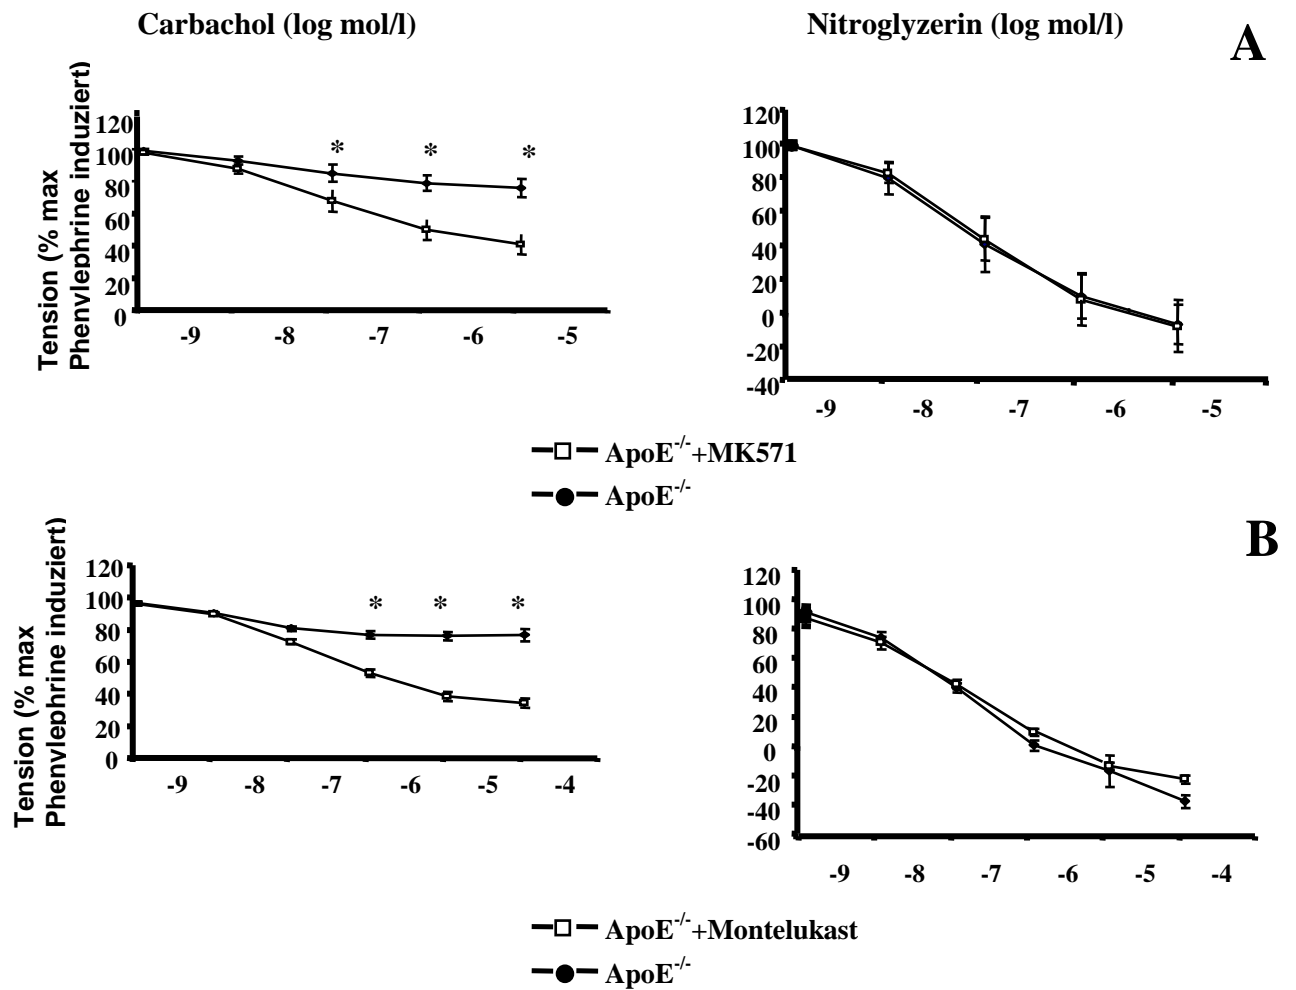 Carbachol (log mol/l)
Nitroglyzerin (log mol/l)
A
Tension (% max
Phenylephrine induziert)
120
100
80
60
40
20
0
* * *
-9 -8 -7 -6 -5
120
100
80
60
40
20
0
-20
-40
-9 -8 -7 -6 -5
ApoE-/-+MK571
ApoE-/-
B
Tension (% max
Phenylephrine induziert)
120
100
80
60
40
20
0
* * *
-9 -8 -7 -6 -5 -4
120
100
80
60
40
20
0
-20
-40
-60
-9 -8 -7 -6 -5 -4
ApoE-/-+Montelukast
ApoE-/-